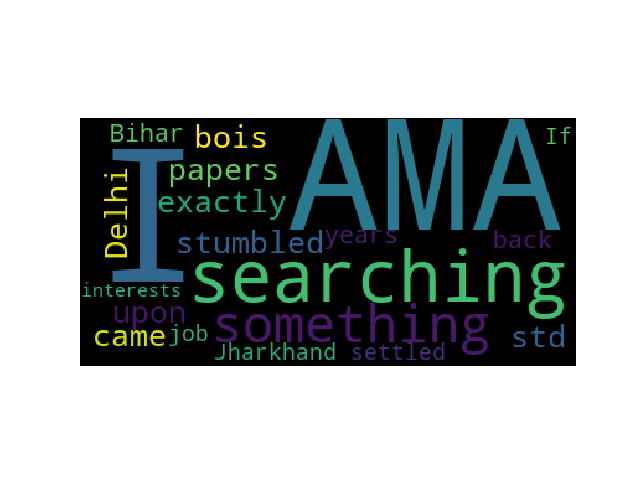 Bihar bois AMA If
I
papers
Delhi
exactly
stumbled years back
searching
interests
upon something
came job std
Jharkhand settled